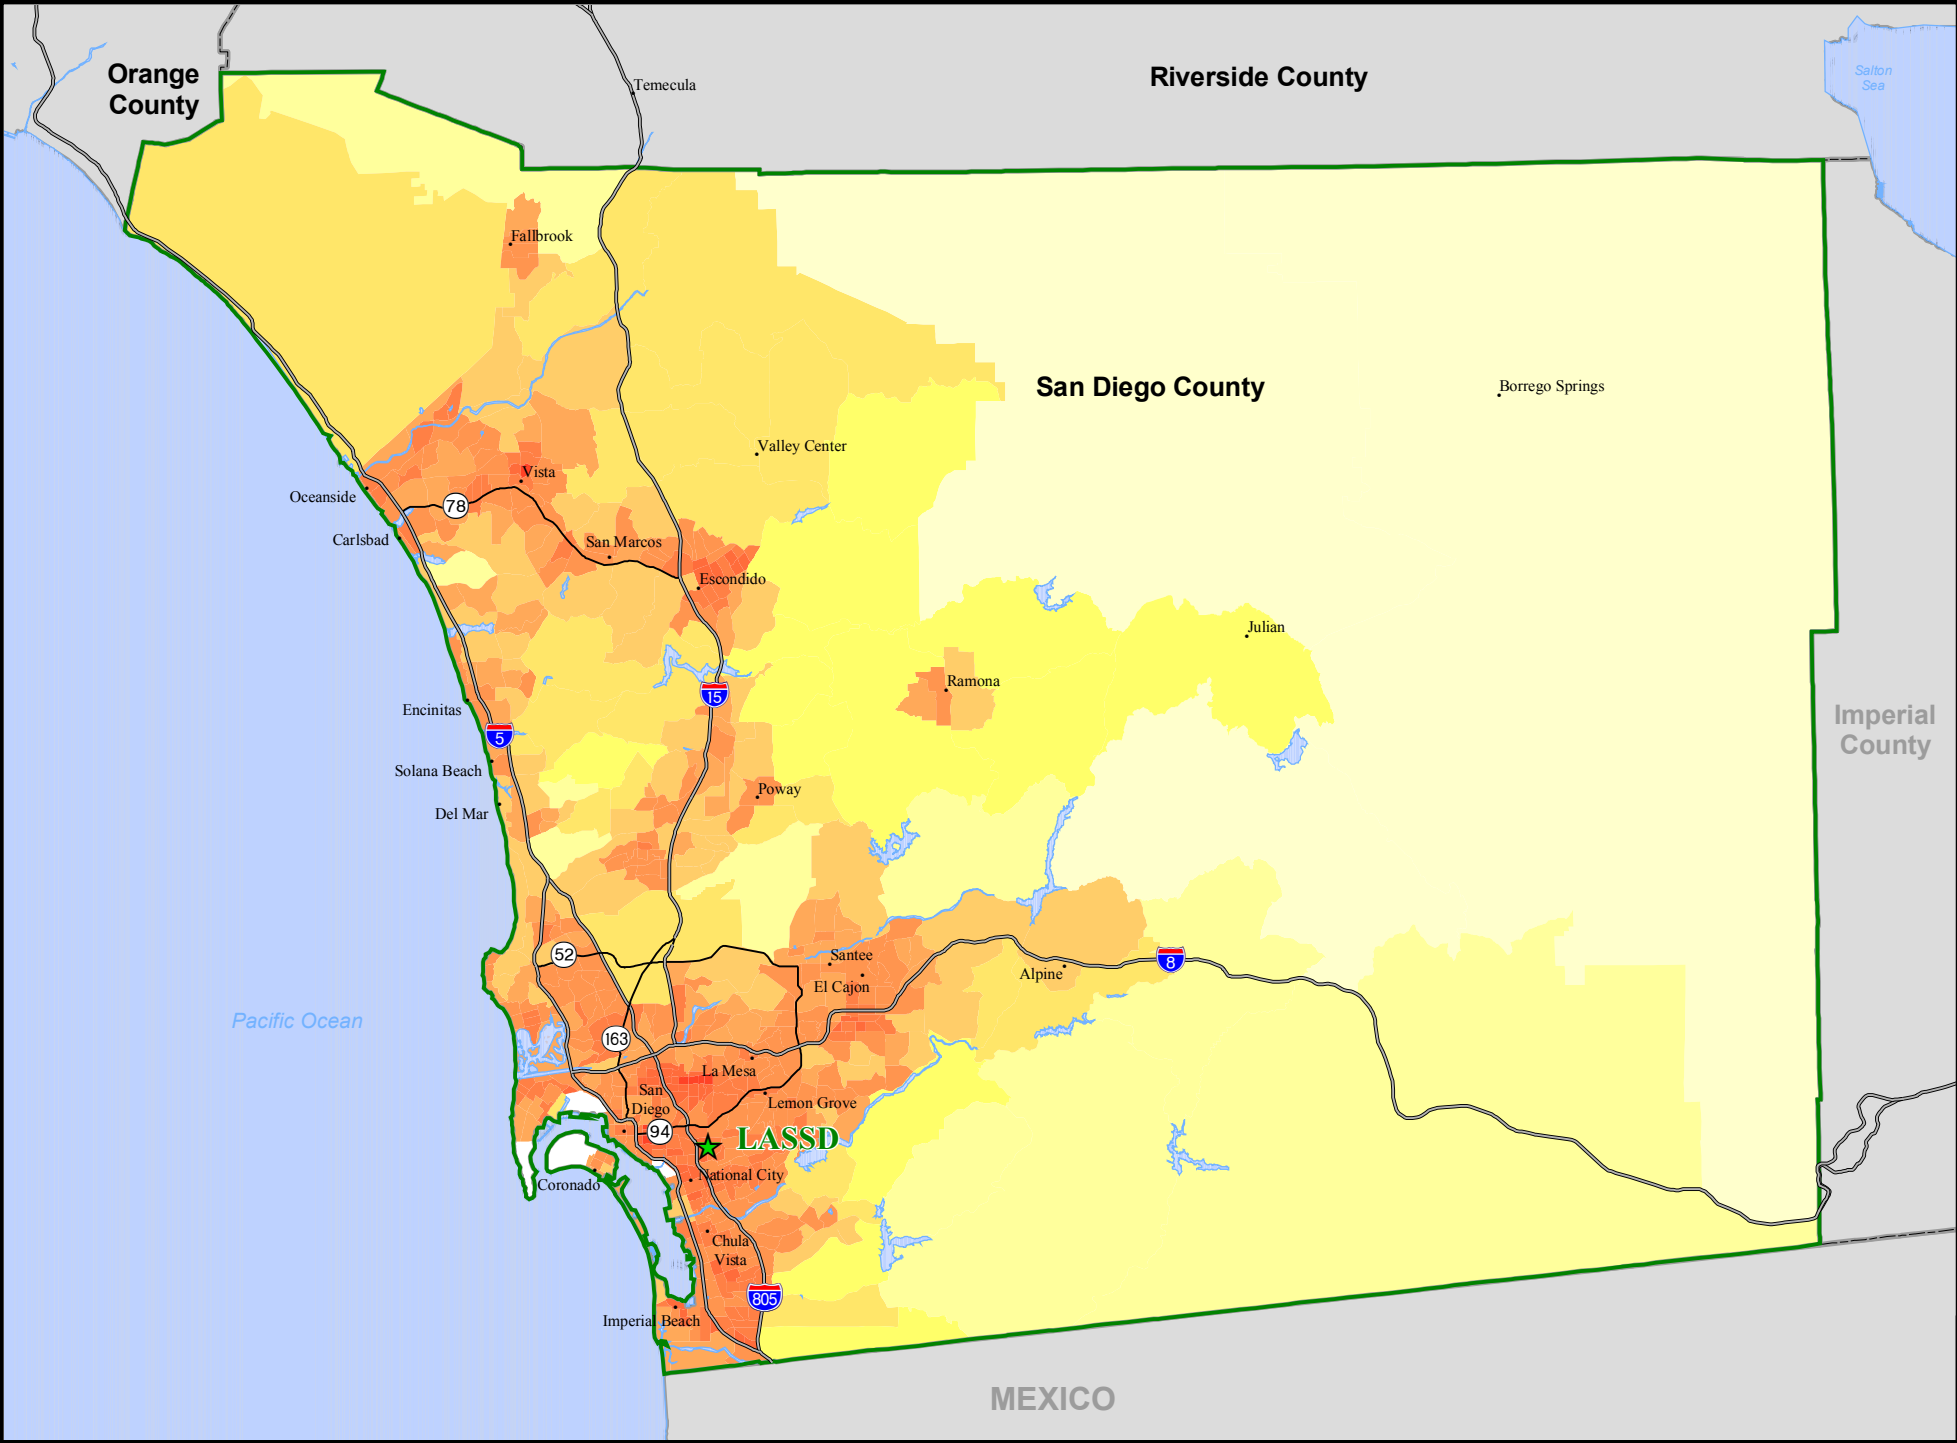 Orange
County
Riverside County
Salton
Sea
Temecula
Fallbrook
San Diego County
Borrego Springs
Valley Center
Vista
Oceanside
78
Carlsbad
San Marcos
Escondido
Julian
Ramona
15
Encinitas
5
Imperial
County
Solana Beach
Poway
Del Mar
52
Santee
El Cajon
Alpine
8
Pacific Ocean
163
La Mesa
San
Diego
Lemon Grove
94
LASSD
National City
Coronado
Chula
Vista
805
Imperial Beach
MEXICO